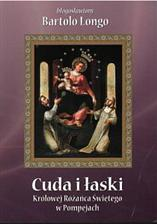 błogosławiony
Bartolo Longo
Cuda i łaski
Królowej Różańca Świętego
w Pompejach